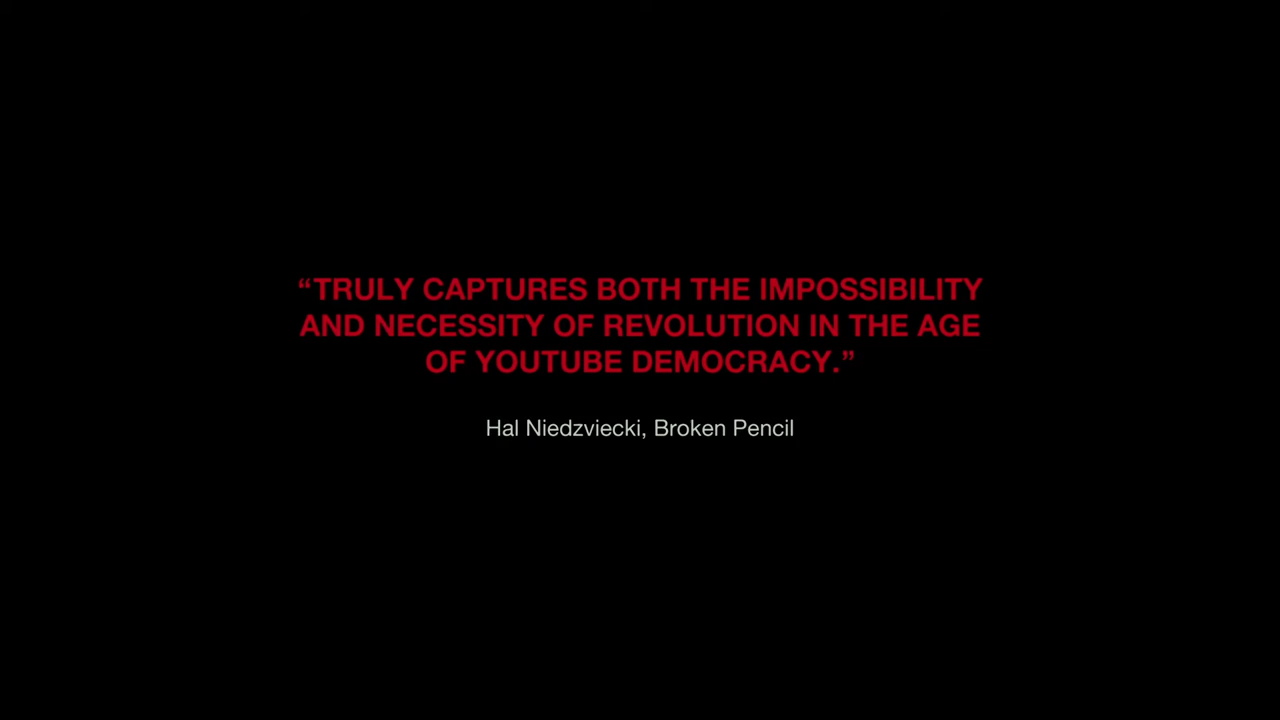 “TRULY CAPTURES BOTH THE IMPOSSIBILITY
AND NECESSITY OF REVOLUTION IN THE AGE
OF YOUTUBE DEMOCRACY.”
Hal Niedzviecki, Broken Pencil